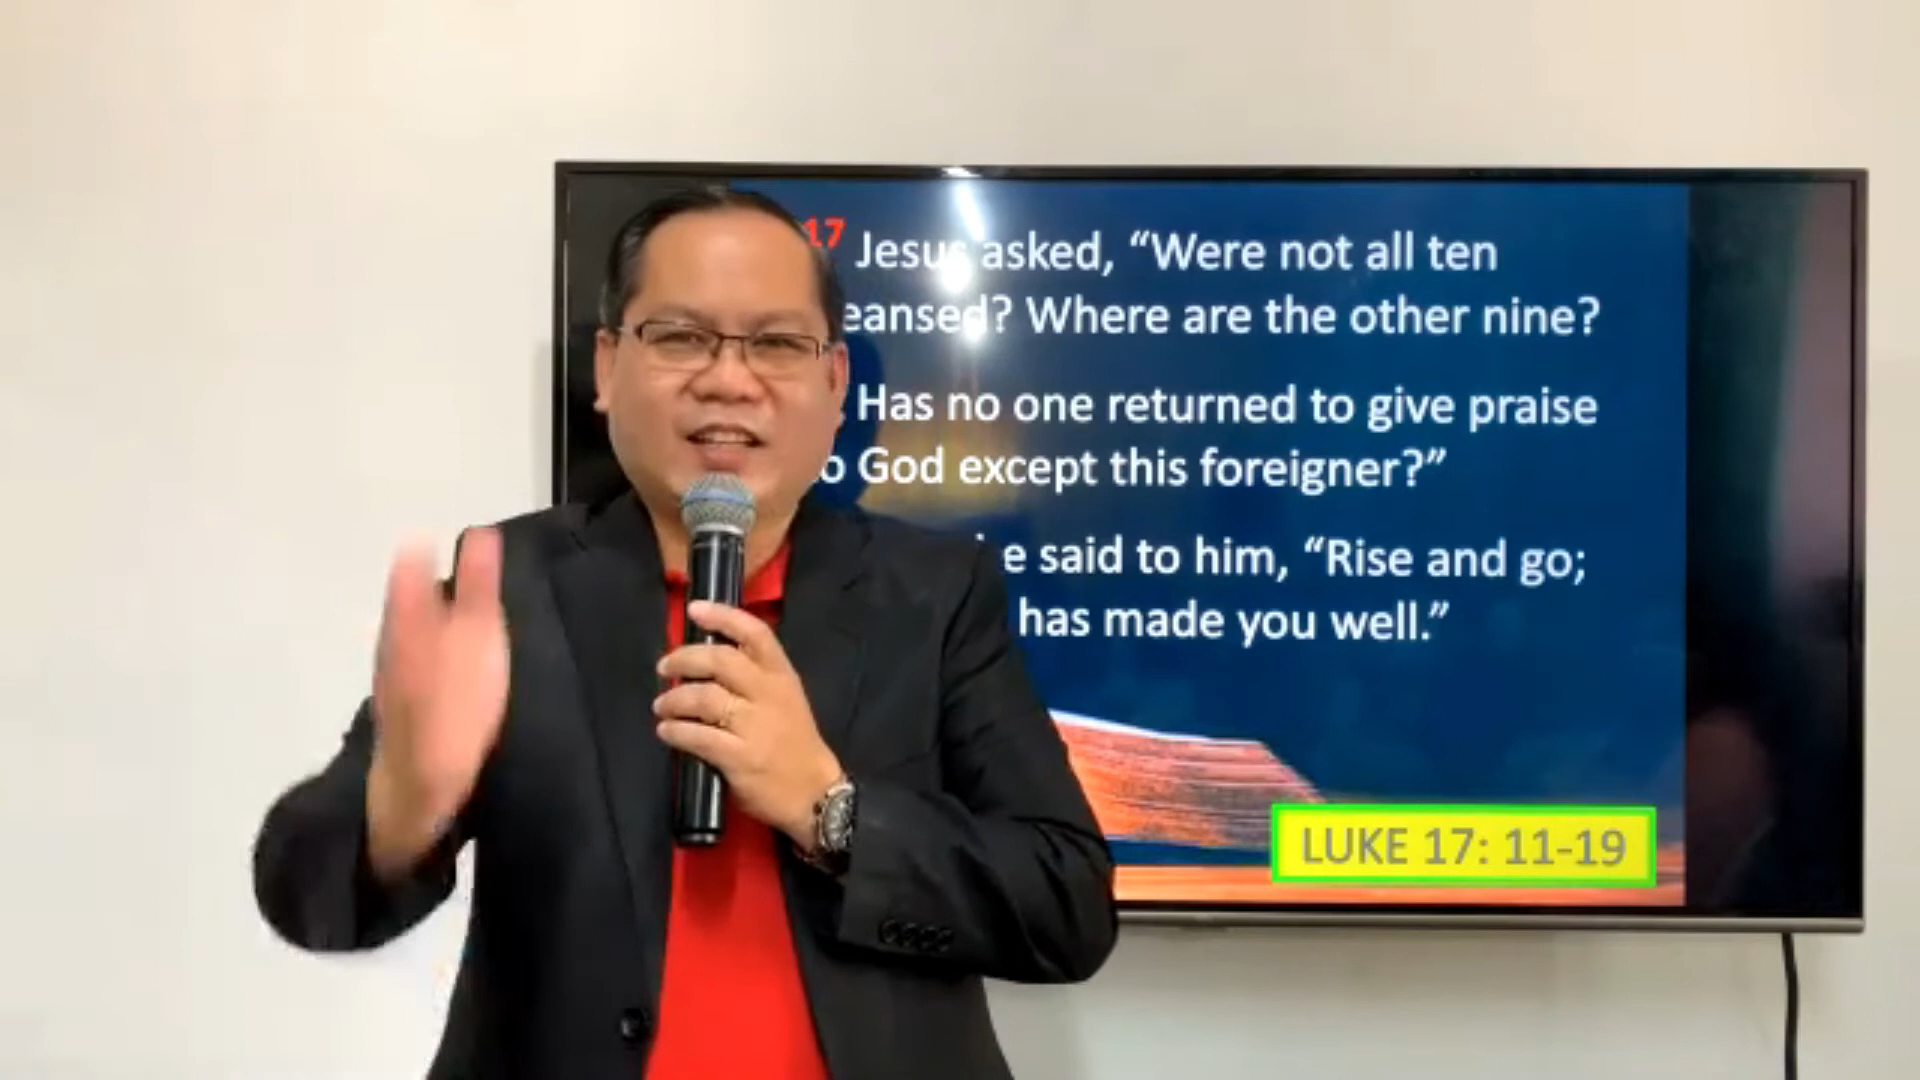 17 Jesus asked, “Were not all ten
eansed? Where are the other nine?
Has no one returned to give praise
o God except this foreigner?”
e said to him, “Rise and go;
has made you well.”
LUKE 17: 11-19